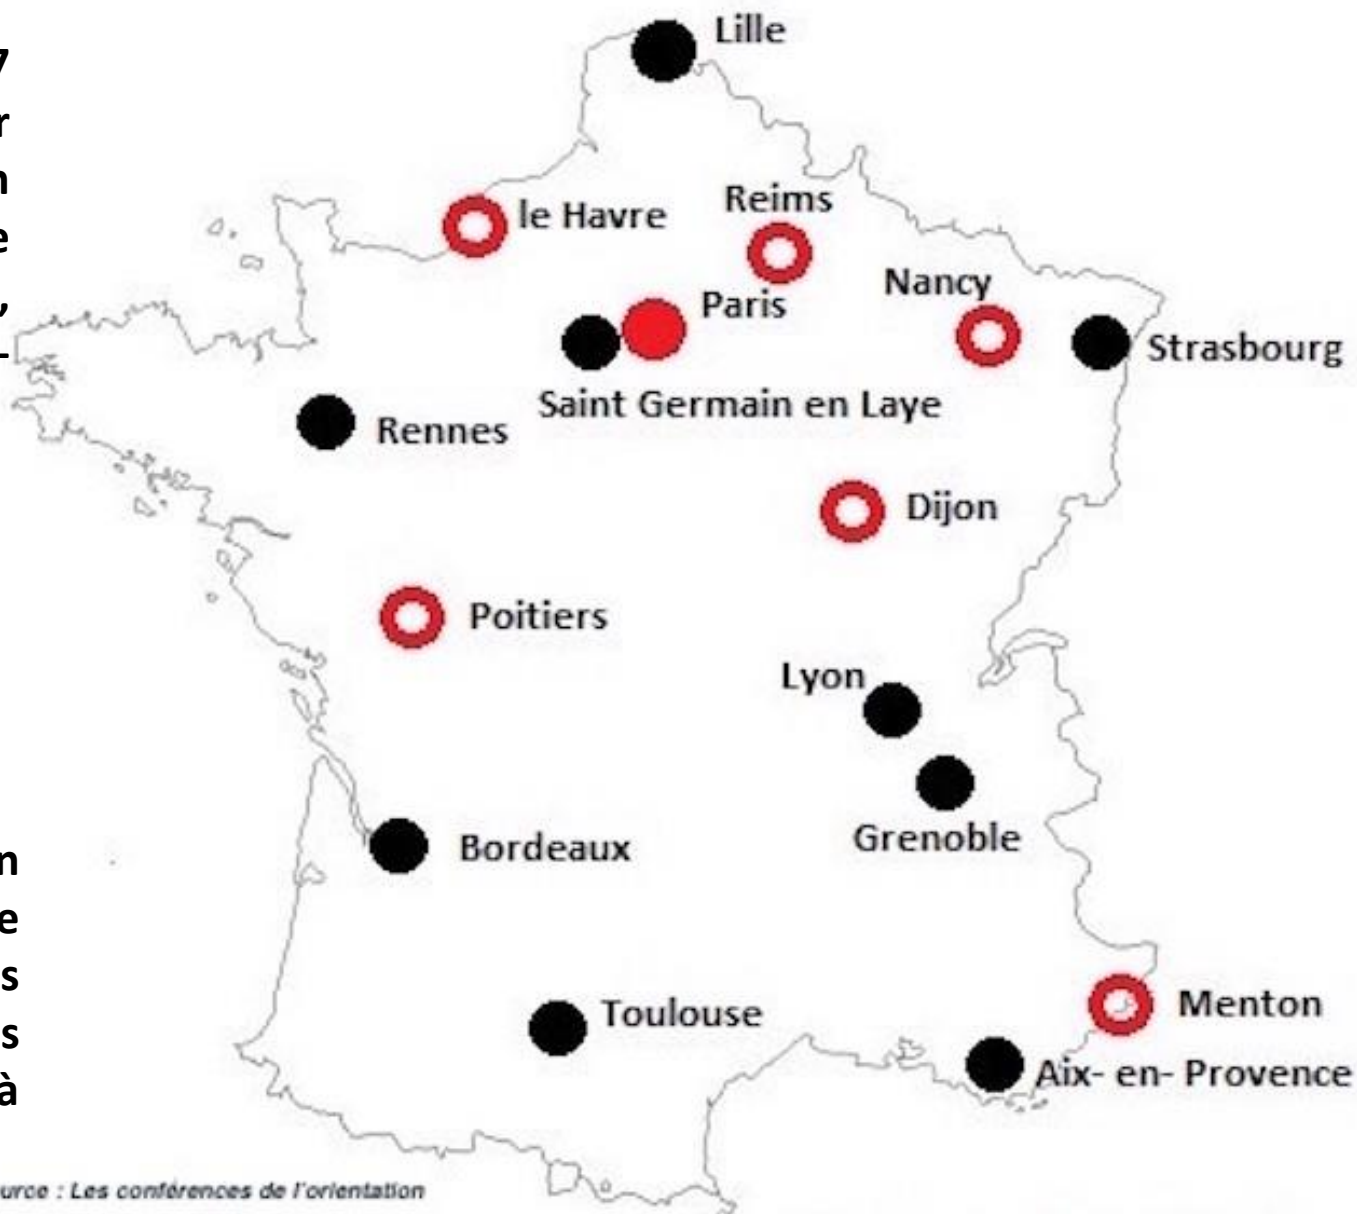 7
r
n
e
,
-
Lille
le Havre
Reims
Nancy
Paris
Strasbourg
Saint Germain en Laye
Rennes
Dijon
Poitiers
Lyon
Grenoble
Bordeaux
n
e
s
s
à
Toulouse
Menton
Aix- en- Provence
urce : Les conférences de l'orientation